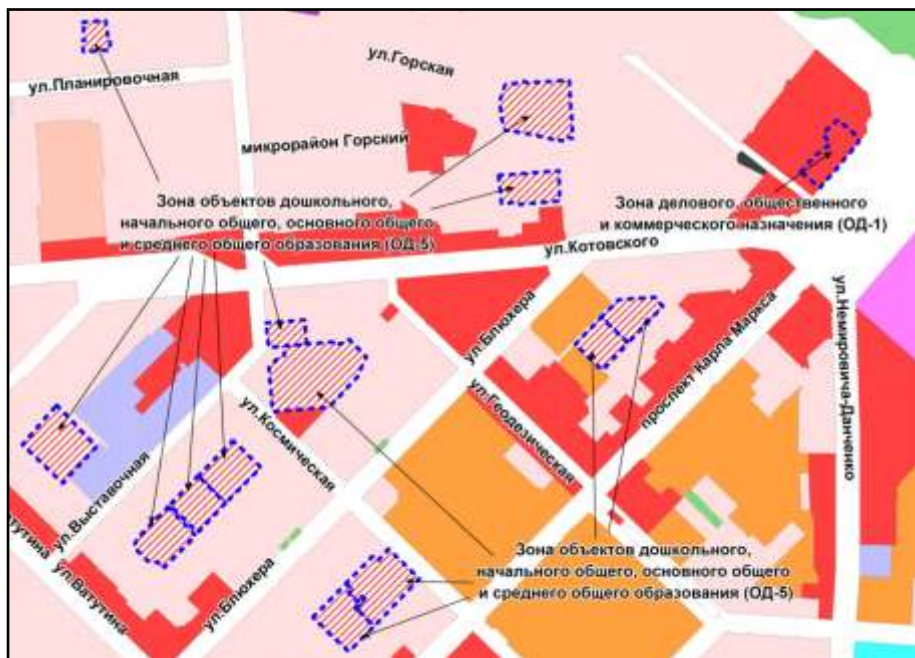 ул.Горская
ул.Планировочная
микрорайон Горский
Зона объектов дошкольного,
начального общего, основного общего
и среднего общего образования (ОД-5)
Зона делового, общественного
и коммерческого назначения (ОД-1)
ул.Котовского
ул.Блюхера
проспект Карла Маркса
ул.Немировича-Данченко
ул.Геодезическая
ул.Космическая
ул.Выставочная
ватутина
ул.Ватутина
ул.Блюхера
Зона объектов дошкольного,
начального общего, основного общего
и среднего общего образования (ОД-5)